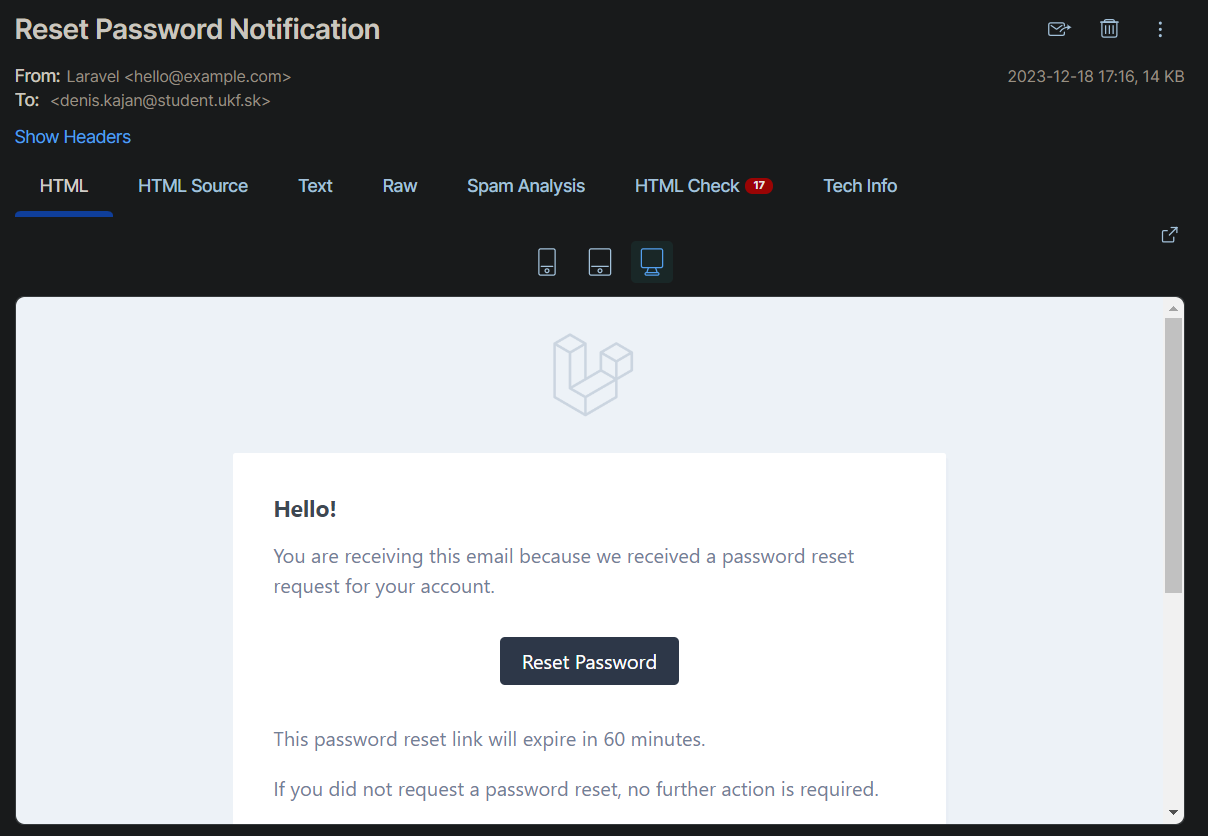 Reset Password Notification
From: Laravel <hello@example.com>
2023-12-18 17:16, 14 KB
To: <denis.kajan@student.ukf.sk>
Show Headers
HTML HTML Source Text Raw Spam Analysis HTML Check 17 Tech Info
Hello!
You are receiving this email because we received a password reset
request for your account.
Reset Password
This password reset link will expire in 60 minutes.
If you did not request a password reset, no further action is required.